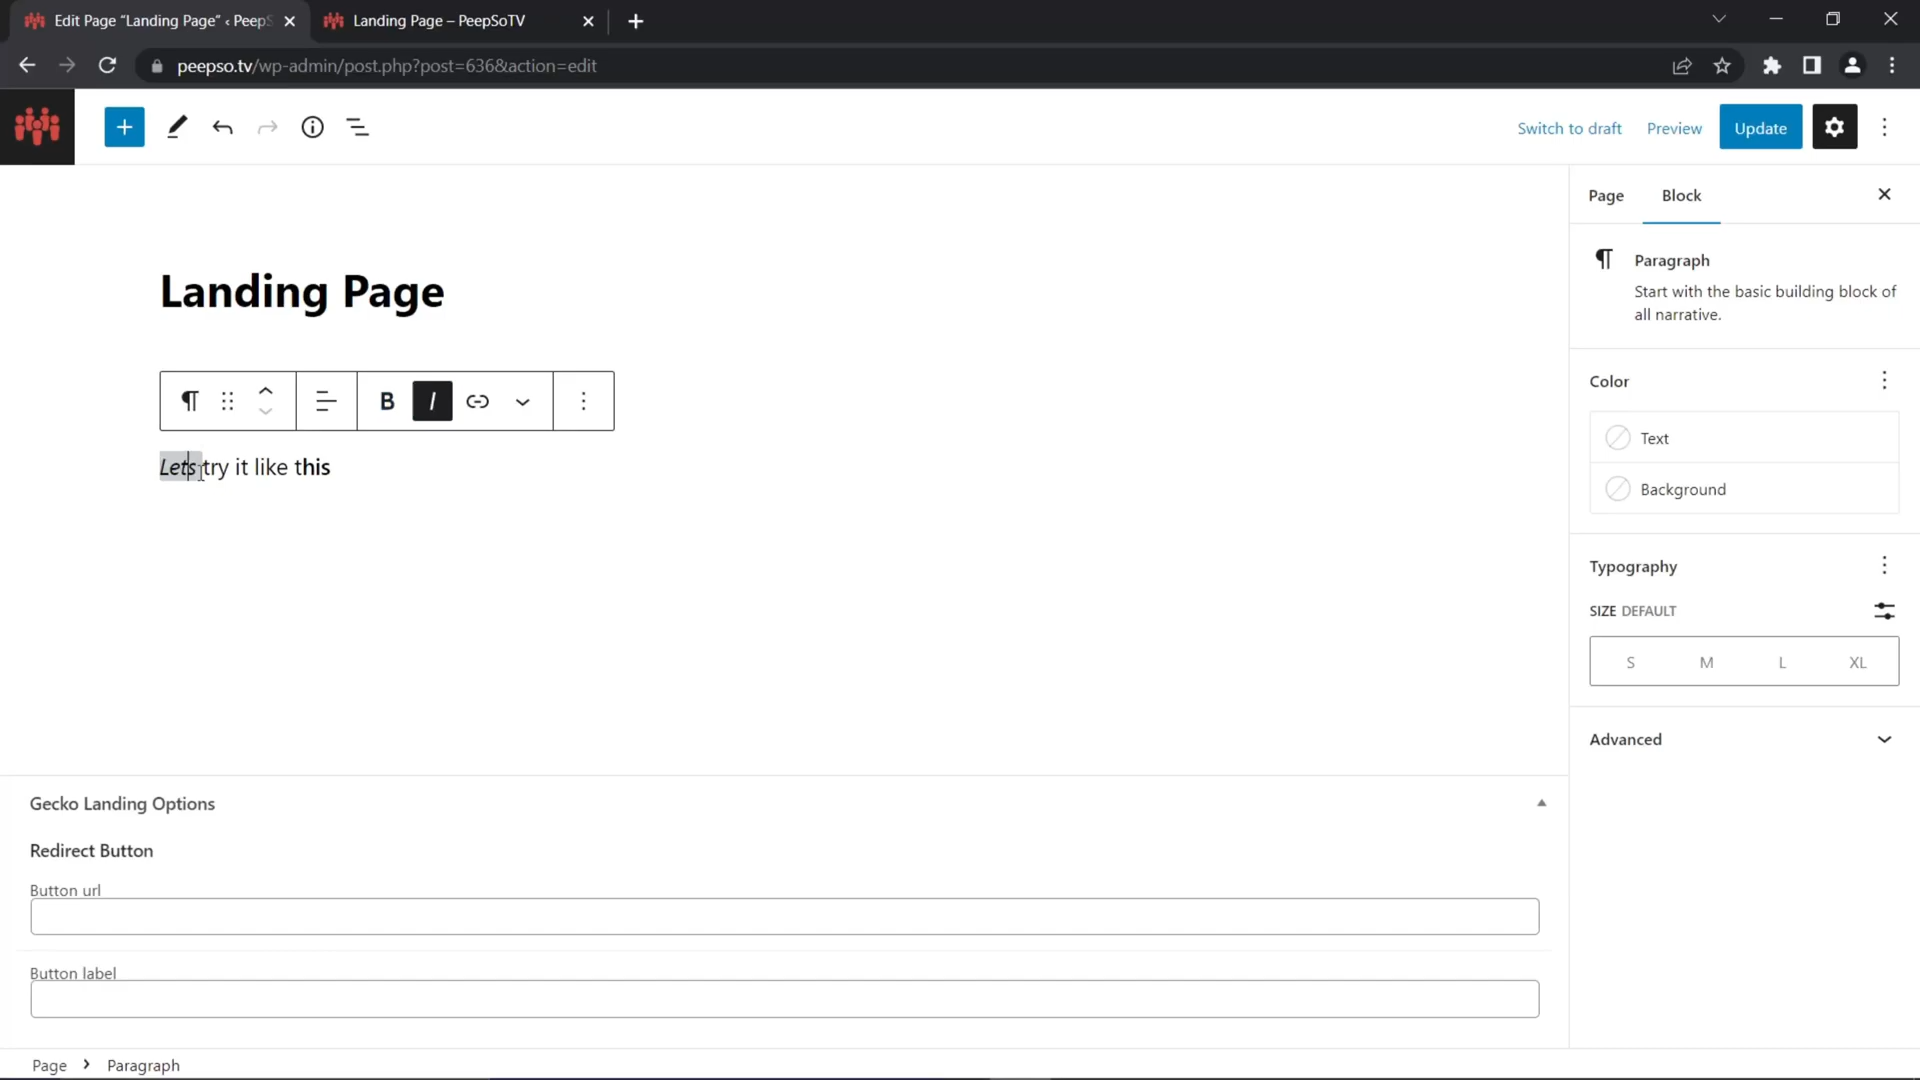 Edit Page “Landing Page” ‹ PeepS
Landing Page – PeepSoTV
peepso.tv/wp-admin/post.php?post=636&action=edit
Switch to draft
Preview
Update
Page
Block
Paragraph
Start with the basic building block of
all narrative.
Landing Page
B
I
Lets try it like this
Color
Text
Background
Typography
SIZE DEFAULT
S M L XL
Advanced
Gecko Landing Options
Redirect Button
Button url
Button label
Page › Paragraph